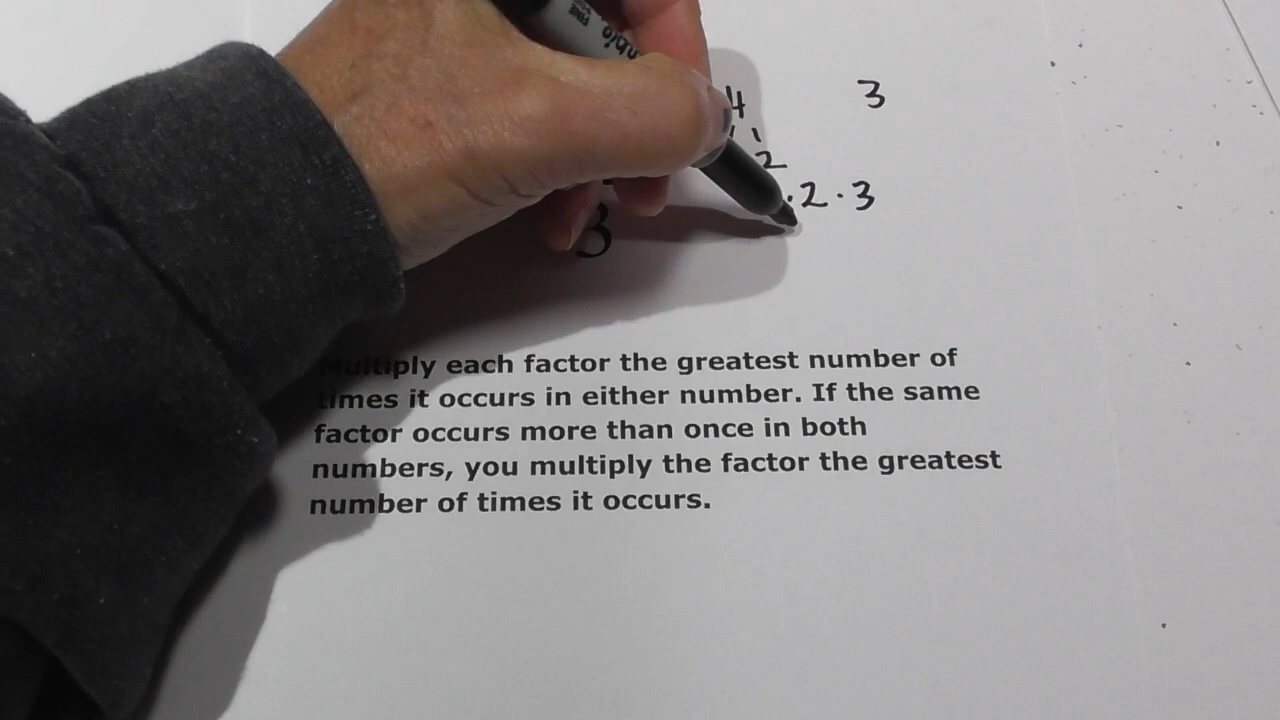 FINE
4 3
2
·2·3
3
Multiply each factor the greatest number of
times it occurs in either number. If the same
factor occurs more than once in both
numbers, you multiply the factor the greatest
number of times it occurs.